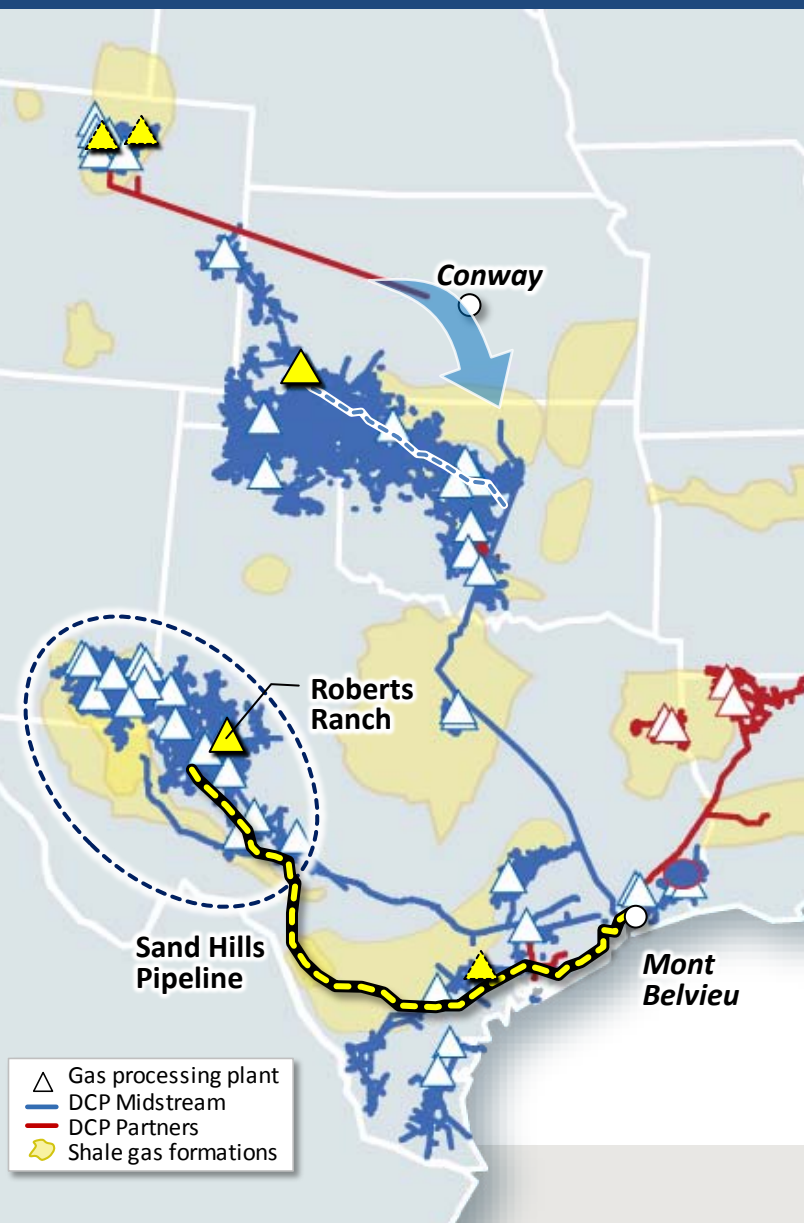 Conway
Roberts
Ranch
Sand Hills
Pipeline
Mont
Belvieu
Gas processing plant
DCP Midstream
DCP Partners
Shale gas formations